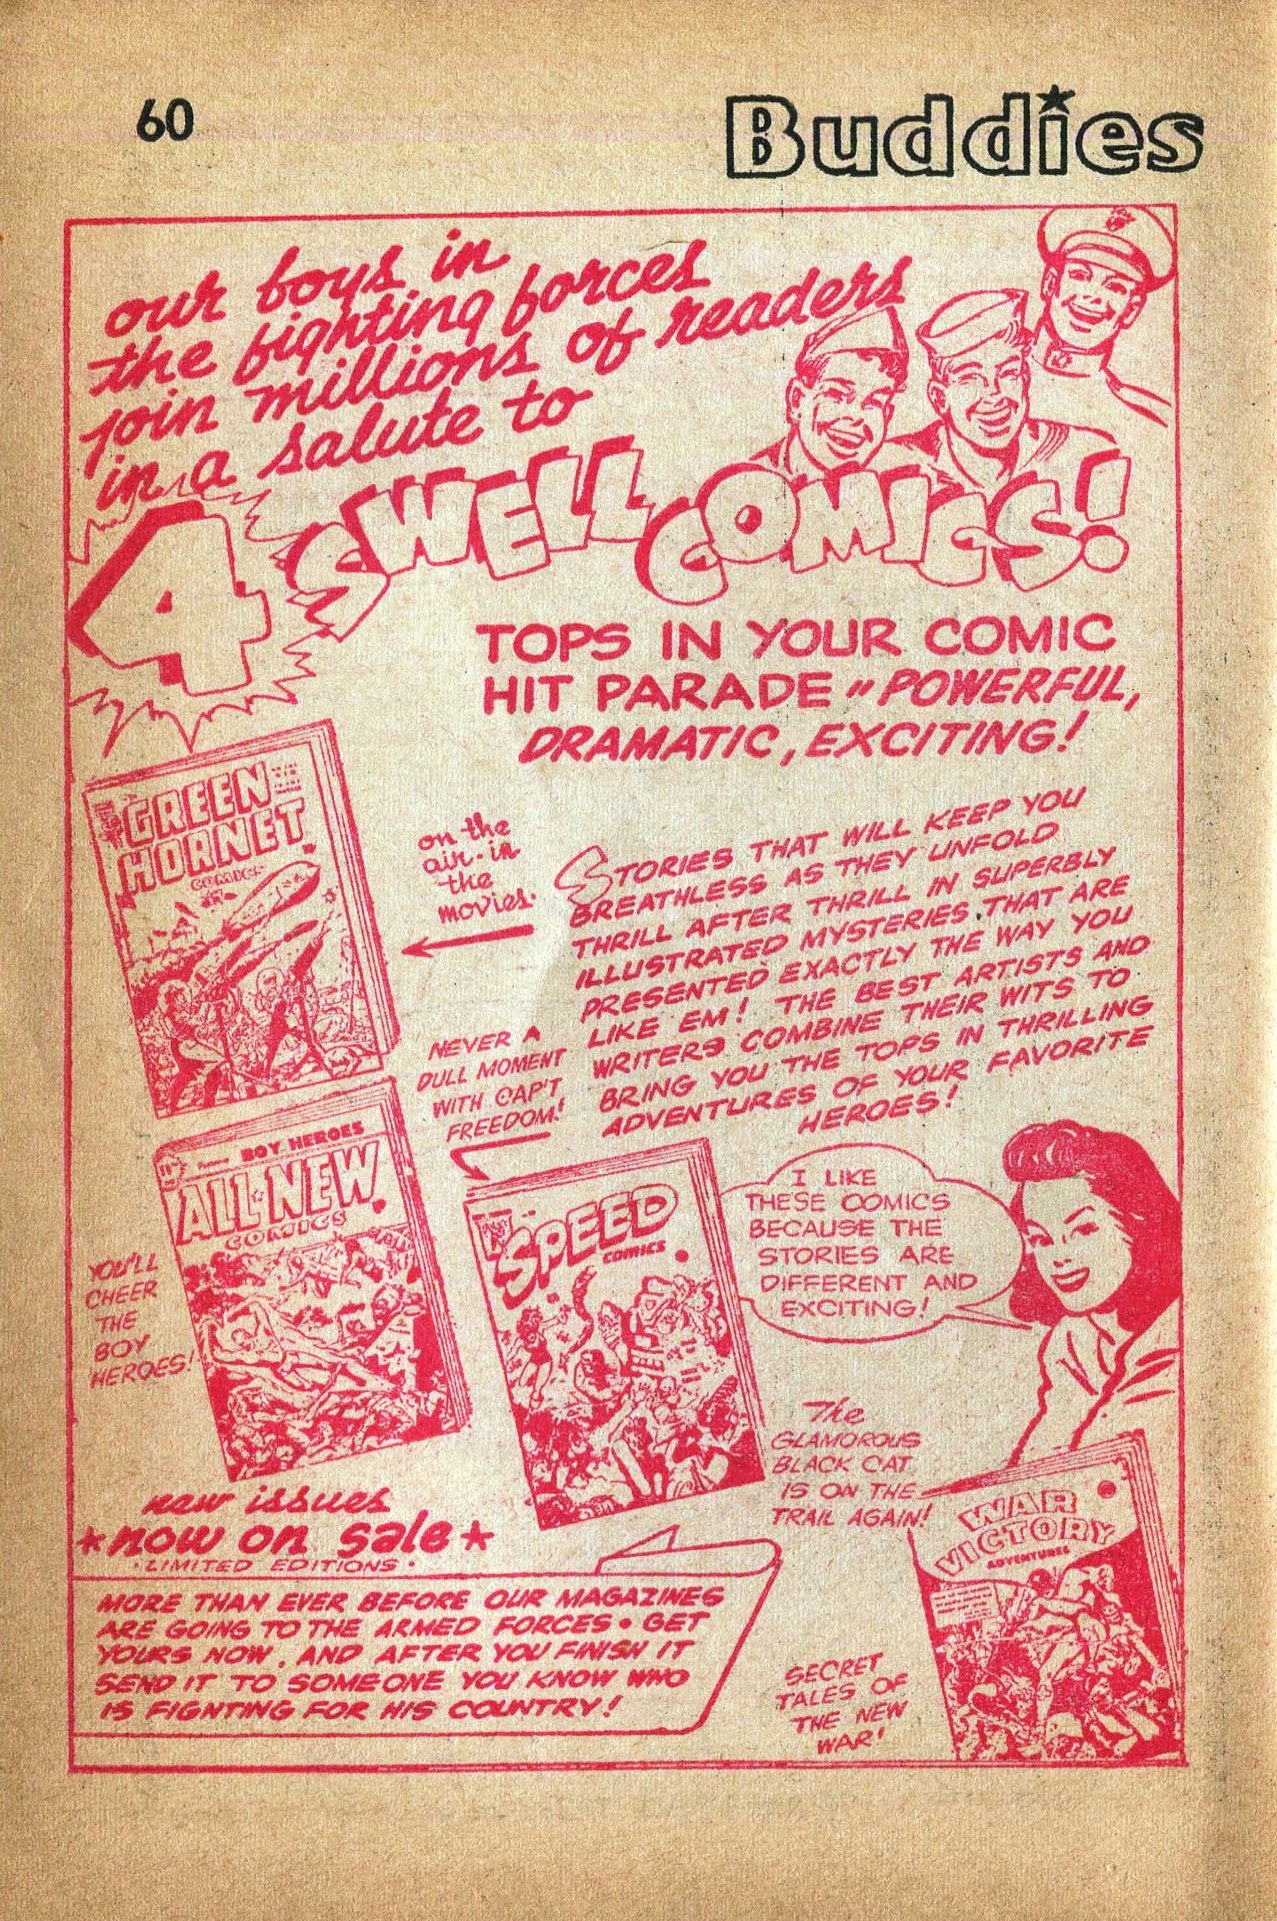 60
Buddies
our boys in
the fighting forces
join millions of readers
in a salute to
4 SWELL COMICS!
TOPS IN YOUR COMIC
HIT PARADE " POWERFUL,
DRAMATIC, EXCITING!
GREEN
HORNET
COMICS
on the
air - in
the
movies.
STORIES THAT WILL KEEP YOU
BREATHLESS AS THEY UNFOLD
THRILL AFTER THRILL IN SUPERBLY
ILLUSTRATED MYSTERIES THAT ARE
PRESENTED EXACTLY THE WAY YOU
LIKE EM! THE BEST ARTISTS AND
WRITERS COMBINE THEIR WITS TO
BRING YOU THE TOPS IN THRILLING
ADVENTURES OF YOUR FAVORITE
HEROES!
NEVER A
DULL MOMENT
WITH CAP'T
FREEDOM!
BOY HEROES
ALL-NEW
COMICS
YOU'LL
CHEER
THE
BOY
HEROES!
SPEED
COMICS
I LIKE
THESE COMICS
BECAUSE THE
STORIES ARE
DIFFERENT AND
EXCITING!
The
GLAMOROUS
BLACK CAT
IS ON THE
TRAIL AGAIN!
WAR
VICTORY
ADVENTURES
new issues
★now on sale★
• LIMITED EDITIONS •
MORE THAN EVER BEFORE OUR MAGAZINES
ARE GOING TO THE ARMED FORCES • GET
YOURS NOW, AND AFTER YOU FINISH IT
SEND IT TO SOMEONE YOU KNOW WHO
IS FIGHTING FOR HIS COUNTRY!
SECRET
TALES OF
THE NEW
WAR!